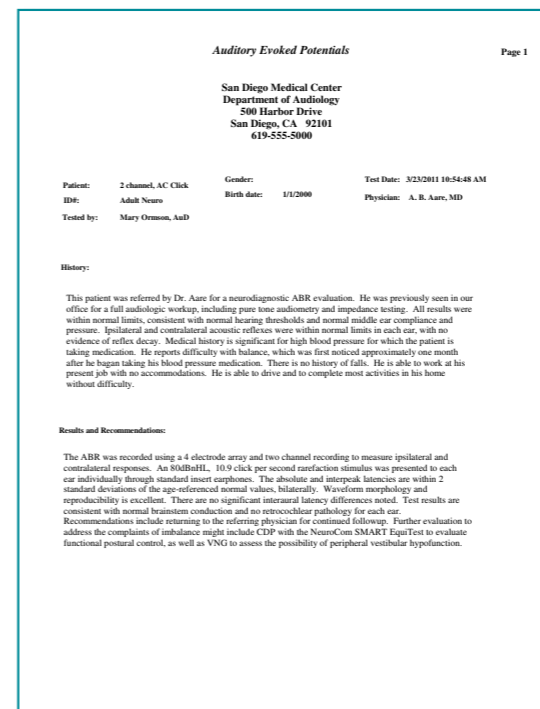 Auditory Evoked Potentials
Page 1
San Diego Medical Center
Department of Audiology
500 Harbor Drive
San Diego, CA 92101
619-555-5000
Patient: 2 channel, AC Click
Gender:
Test Date: 3/23/2011 10:54:48 AM
ID#: Adult Neuro
Birth date: 1/1/2000
Physician: A. B. Aare, MD
Tested by: Mary Ormson, AuD
History:
This patient was referred by Dr. Aare for a neurodiagnostic ABR evaluation. He was previously seen in our
office for a full audiologic workup, including pure tone audiometry and impedance testing. All results were
within normal limits, consistent with normal hearing thresholds and normal middle ear compliance and
pressure. Ipsilateral and contralateral acoustic reflexes were within normal limits in each ear, with no
evidence of reflex decay. Medical history is significant for high blood pressure for which the patient is
taking medication. He reports difficulty with balance, which was first noticed approximately one month
after he bagan taking his blood pressure medication. There is no history of falls. He is able to work at his
present job with no accommodations. He is able to drive and to complete most activities in his home
without difficulty.
Results and Recommendations:
The ABR was recorded using a 4 electrode array and two channel recording to measure ipsilateral and
contralateral responses. An 80dBnHL, 10.9 click per second rarefaction stimulus was presented to each
ear individually through standard insert earphones. The absolute and interpeak latencies are within 2
standard deviations of the age-referenced normal values, bilaterally. Waveform morphology and
reproducibility is excellent. There are no significant interaural latency differences noted. Test results are
consistent with normal brainstem conduction and no retrocochlear pathology for each ear.
Recommendations include returning to the referring physician for continued followup. Further evaluation to
address the complaints of imbalance might include CDP with the NeuroCom SMART EquiTest to evaluate
functional postural control, as well as VNG to assess the possibility of peripheral vestibular hypofunction.